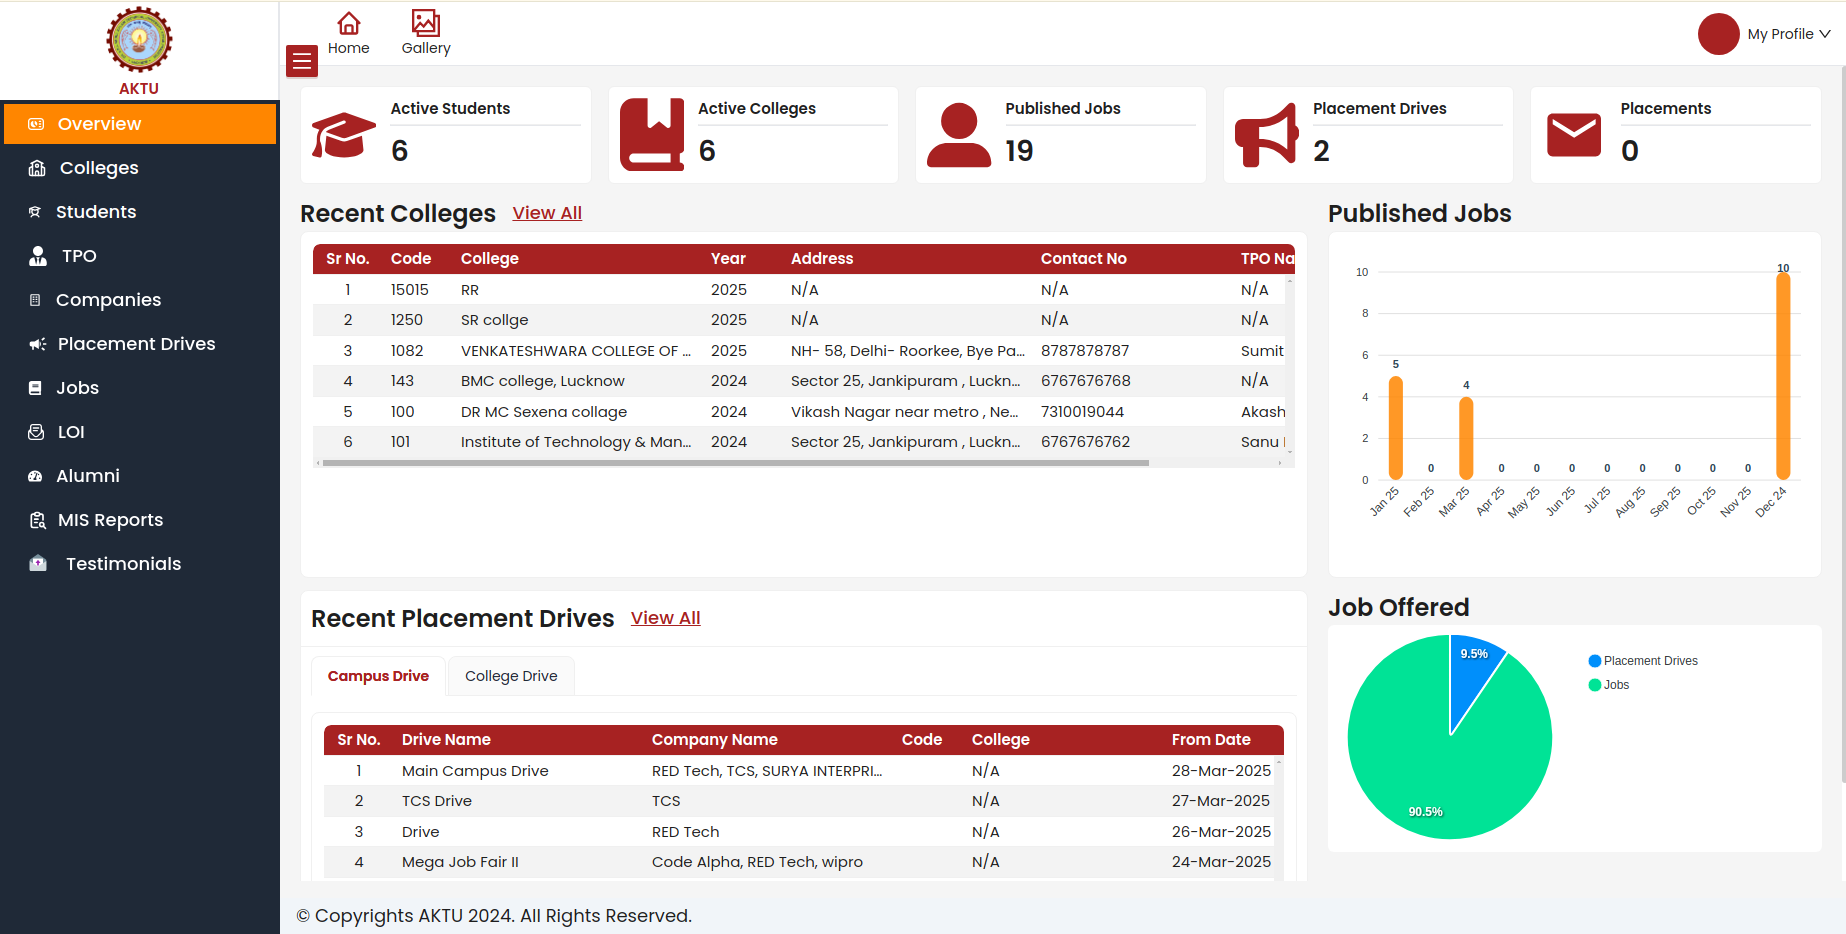 AKTU
Overview
Colleges
Students
TPO
Companies
Placement Drives
Jobs
LOI
Alumni
MIS Reports
Testimonials
Home Gallery My Profile
Active Students
6
Active Colleges
6
Published Jobs
19
Placement Drives
2
Placements
0
Recent Colleges View All
Sr No. Code College Year Address Contact No TPO Na
1 15015 RR 2025 N/A N/A N/A
2 1250 SR collge 2025 N/A N/A N/A
3 1082 VENKATESHWARA COLLEGE OF ... 2025 NH- 58, Delhi- Roorkee, Bye Pa... 8787878787 Sumit
4 143 BMC college, Lucknow 2024 Sector 25, Jankipuram , Luckn... 6767676768 N/A
5 100 DR MC Sexena collage 2024 Vikash Nagar near metro , Ne... 7310019044 Akash
6 101 Institute of Technology & Man... 2024 Sector 25, Jankipuram , Luckn... 6767676762 Sanu
Published Jobs
10
8
6
4
2
0
5 0 4 0 0 0 0 0 0 0 0 10
Jan 25 Feb 25 Mar 25 Apr 25 May 25 Jun 25 Jul 25 Aug 25 Sep 25 Oct 25 Nov 25 Dec 24
Recent Placement Drives View All
Campus Drive College Drive
Sr No. Drive Name Company Name Code College From Date
1 Main Campus Drive RED Tech, TCS, SURYA INTERPRI... N/A 28-Mar-2025
2 TCS Drive TCS N/A 27-Mar-2025
3 Drive RED Tech N/A 26-Mar-2025
4 Mega Job Fair II Code Alpha, RED Tech, wipro N/A 24-Mar-2025
Job Offered
9.5%
90.5%
Placement Drives
Jobs
© Copyrights AKTU 2024. All Rights Reserved.